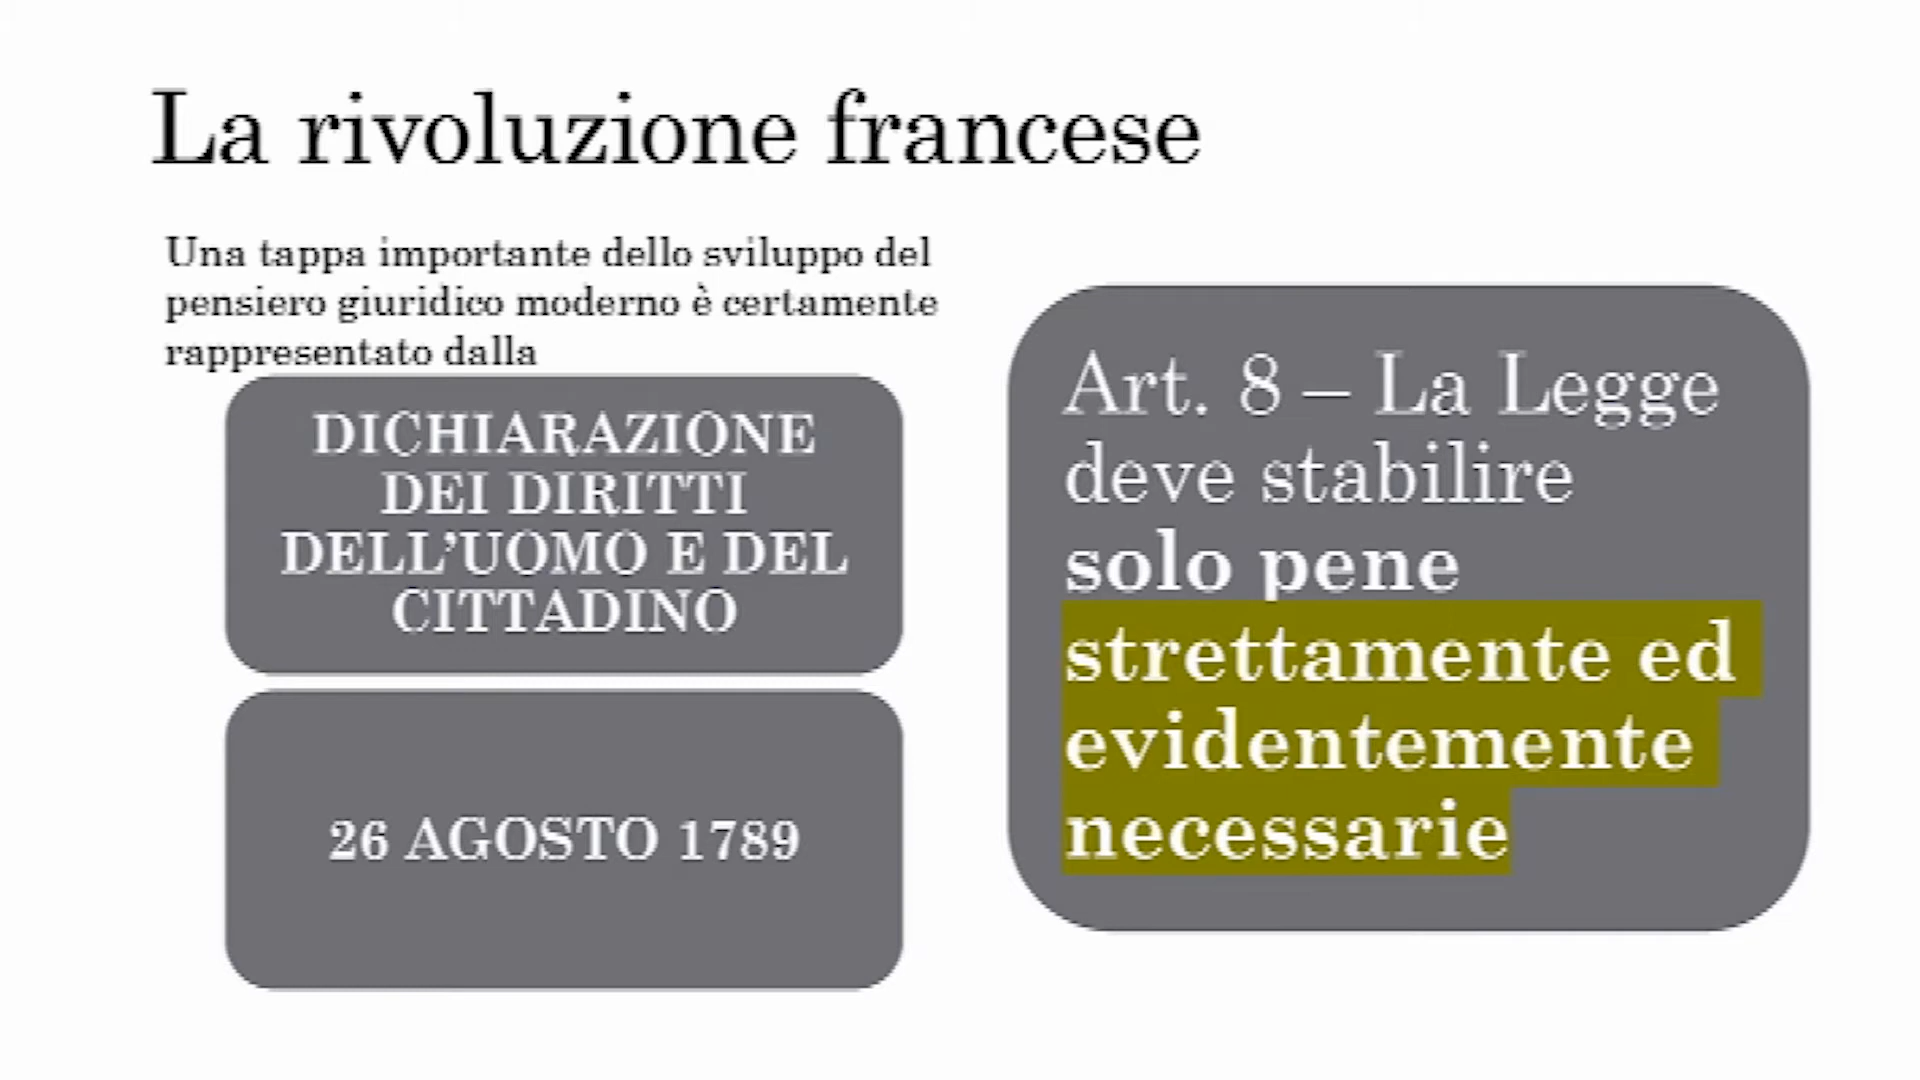 La rivoluzione francese
Una tappa importante dello sviluppo del
pensiero giuridico moderno è certamente
rappresentato dalla
DICHIARAZIONE
DEI DIRITTI
DELL'UOMO E DEL
CITTADINO
26 AGOSTO 1789
Art. 8 – La Legge
deve stabilire
solo pene
strettamente ed
evidentemente
necessarie